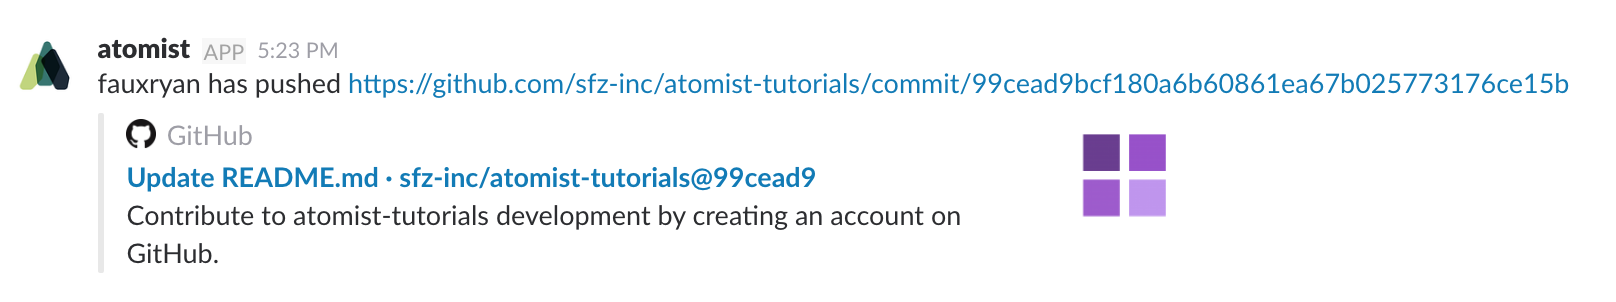 atomist APP 5:23 PM
fauxryan has pushed https://github.com/sfz-inc/atomist-tutorials/commit/99cead9bcf180a6b60861ea67b025773176ce15b
GitHub
Update README.md · sfz-inc/atomist-tutorials@99cead9
Contribute to atomist-tutorials development by creating an account on
GitHub.